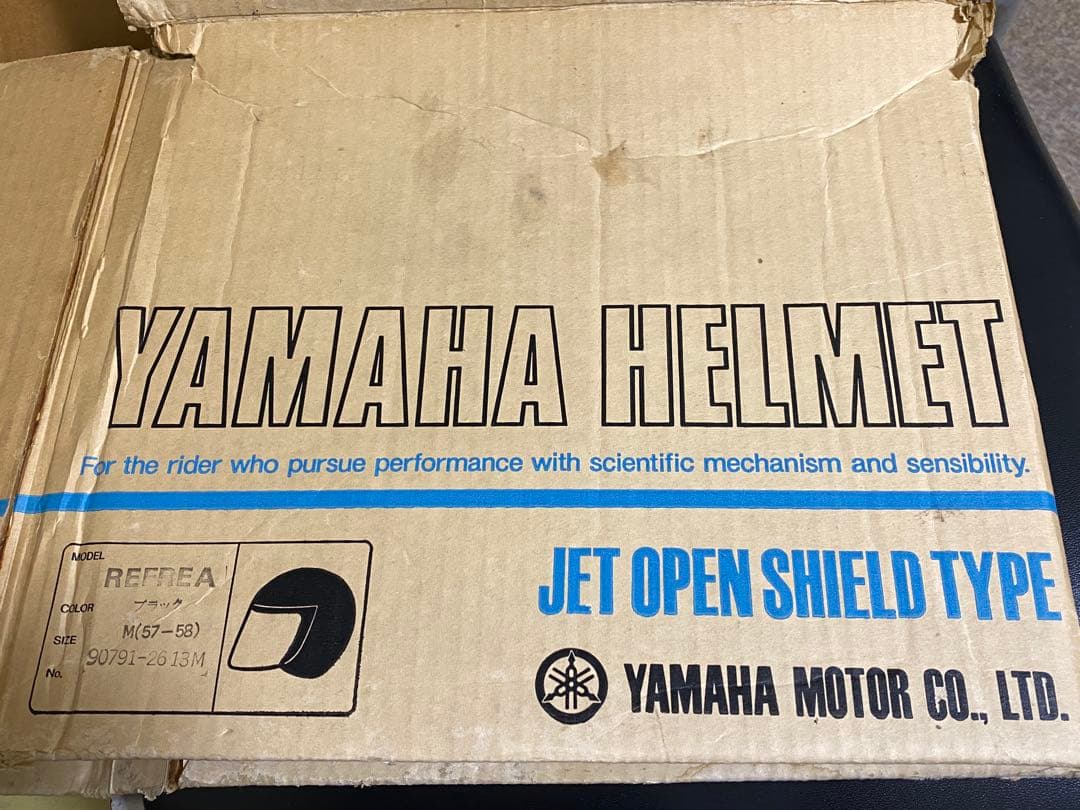 YAMAHA HELMET
For the rider who pursue performance with scientific mechanism and sensibility.
MODEL REFREA
COLOR ブラック
SIZE M(57-58)
No. 90791-2613M
JET OPEN SHIELD TYPE
YAMAHA MOTOR CO., LTD.